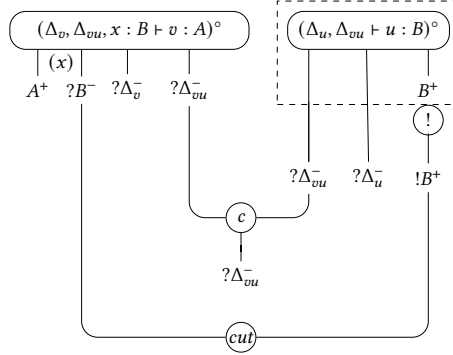 (Δ_v, Δ_vu, x : B ⊢ v : A)° (Δ_u, Δ_vu ⊢ u : B)°
(x)
A⁺ ?B⁻ ?Δ_v⁻ ?Δ_vu⁻ B⁺
!
?Δ_vu⁻ ?Δ_u⁻ !B⁺
c
?Δ_vu⁻
cut